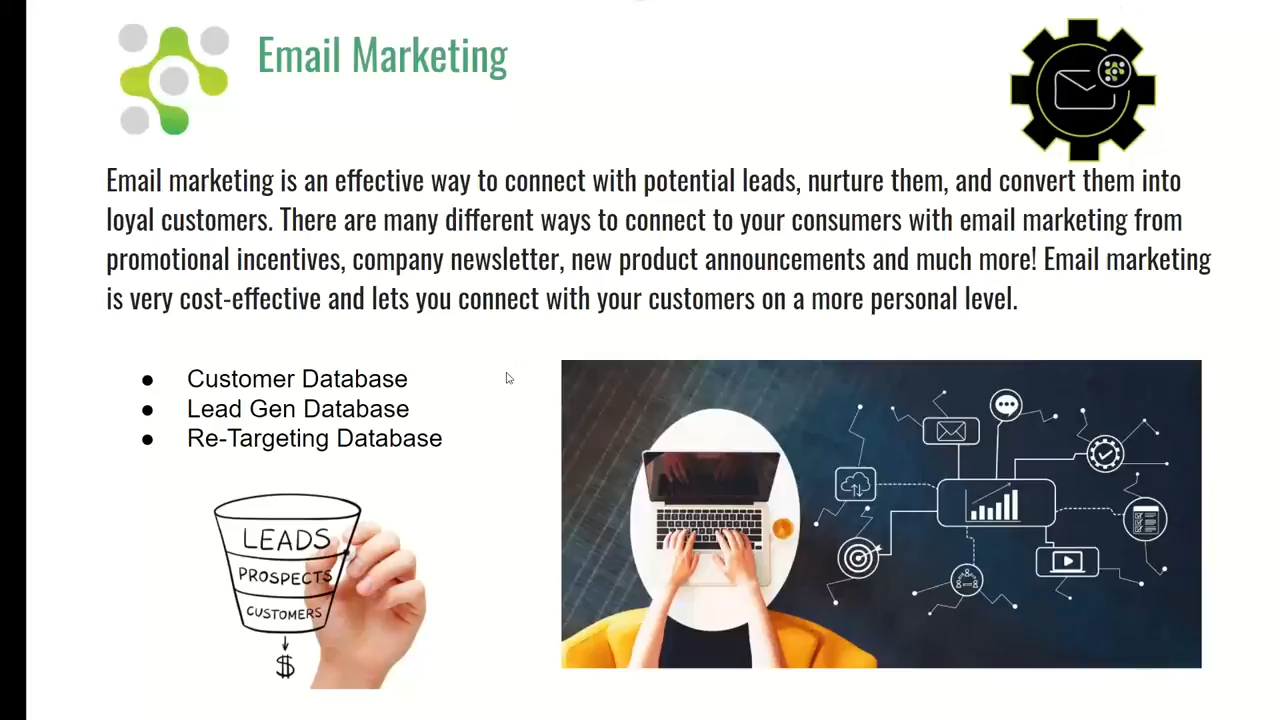 Email Marketing
Email marketing is an effective way to connect with potential leads, nurture them, and convert them into
loyal customers. There are many different ways to connect to your consumers with email marketing from
promotional incentives, company newsletter, new product announcements and much more! Email marketing
is very cost-effective and lets you connect with your customers on a more personal level.
● Customer Database
● Lead Gen Database
● Re-Targeting Database
LEADS
PROSPECTS
CUSTOMERS
$